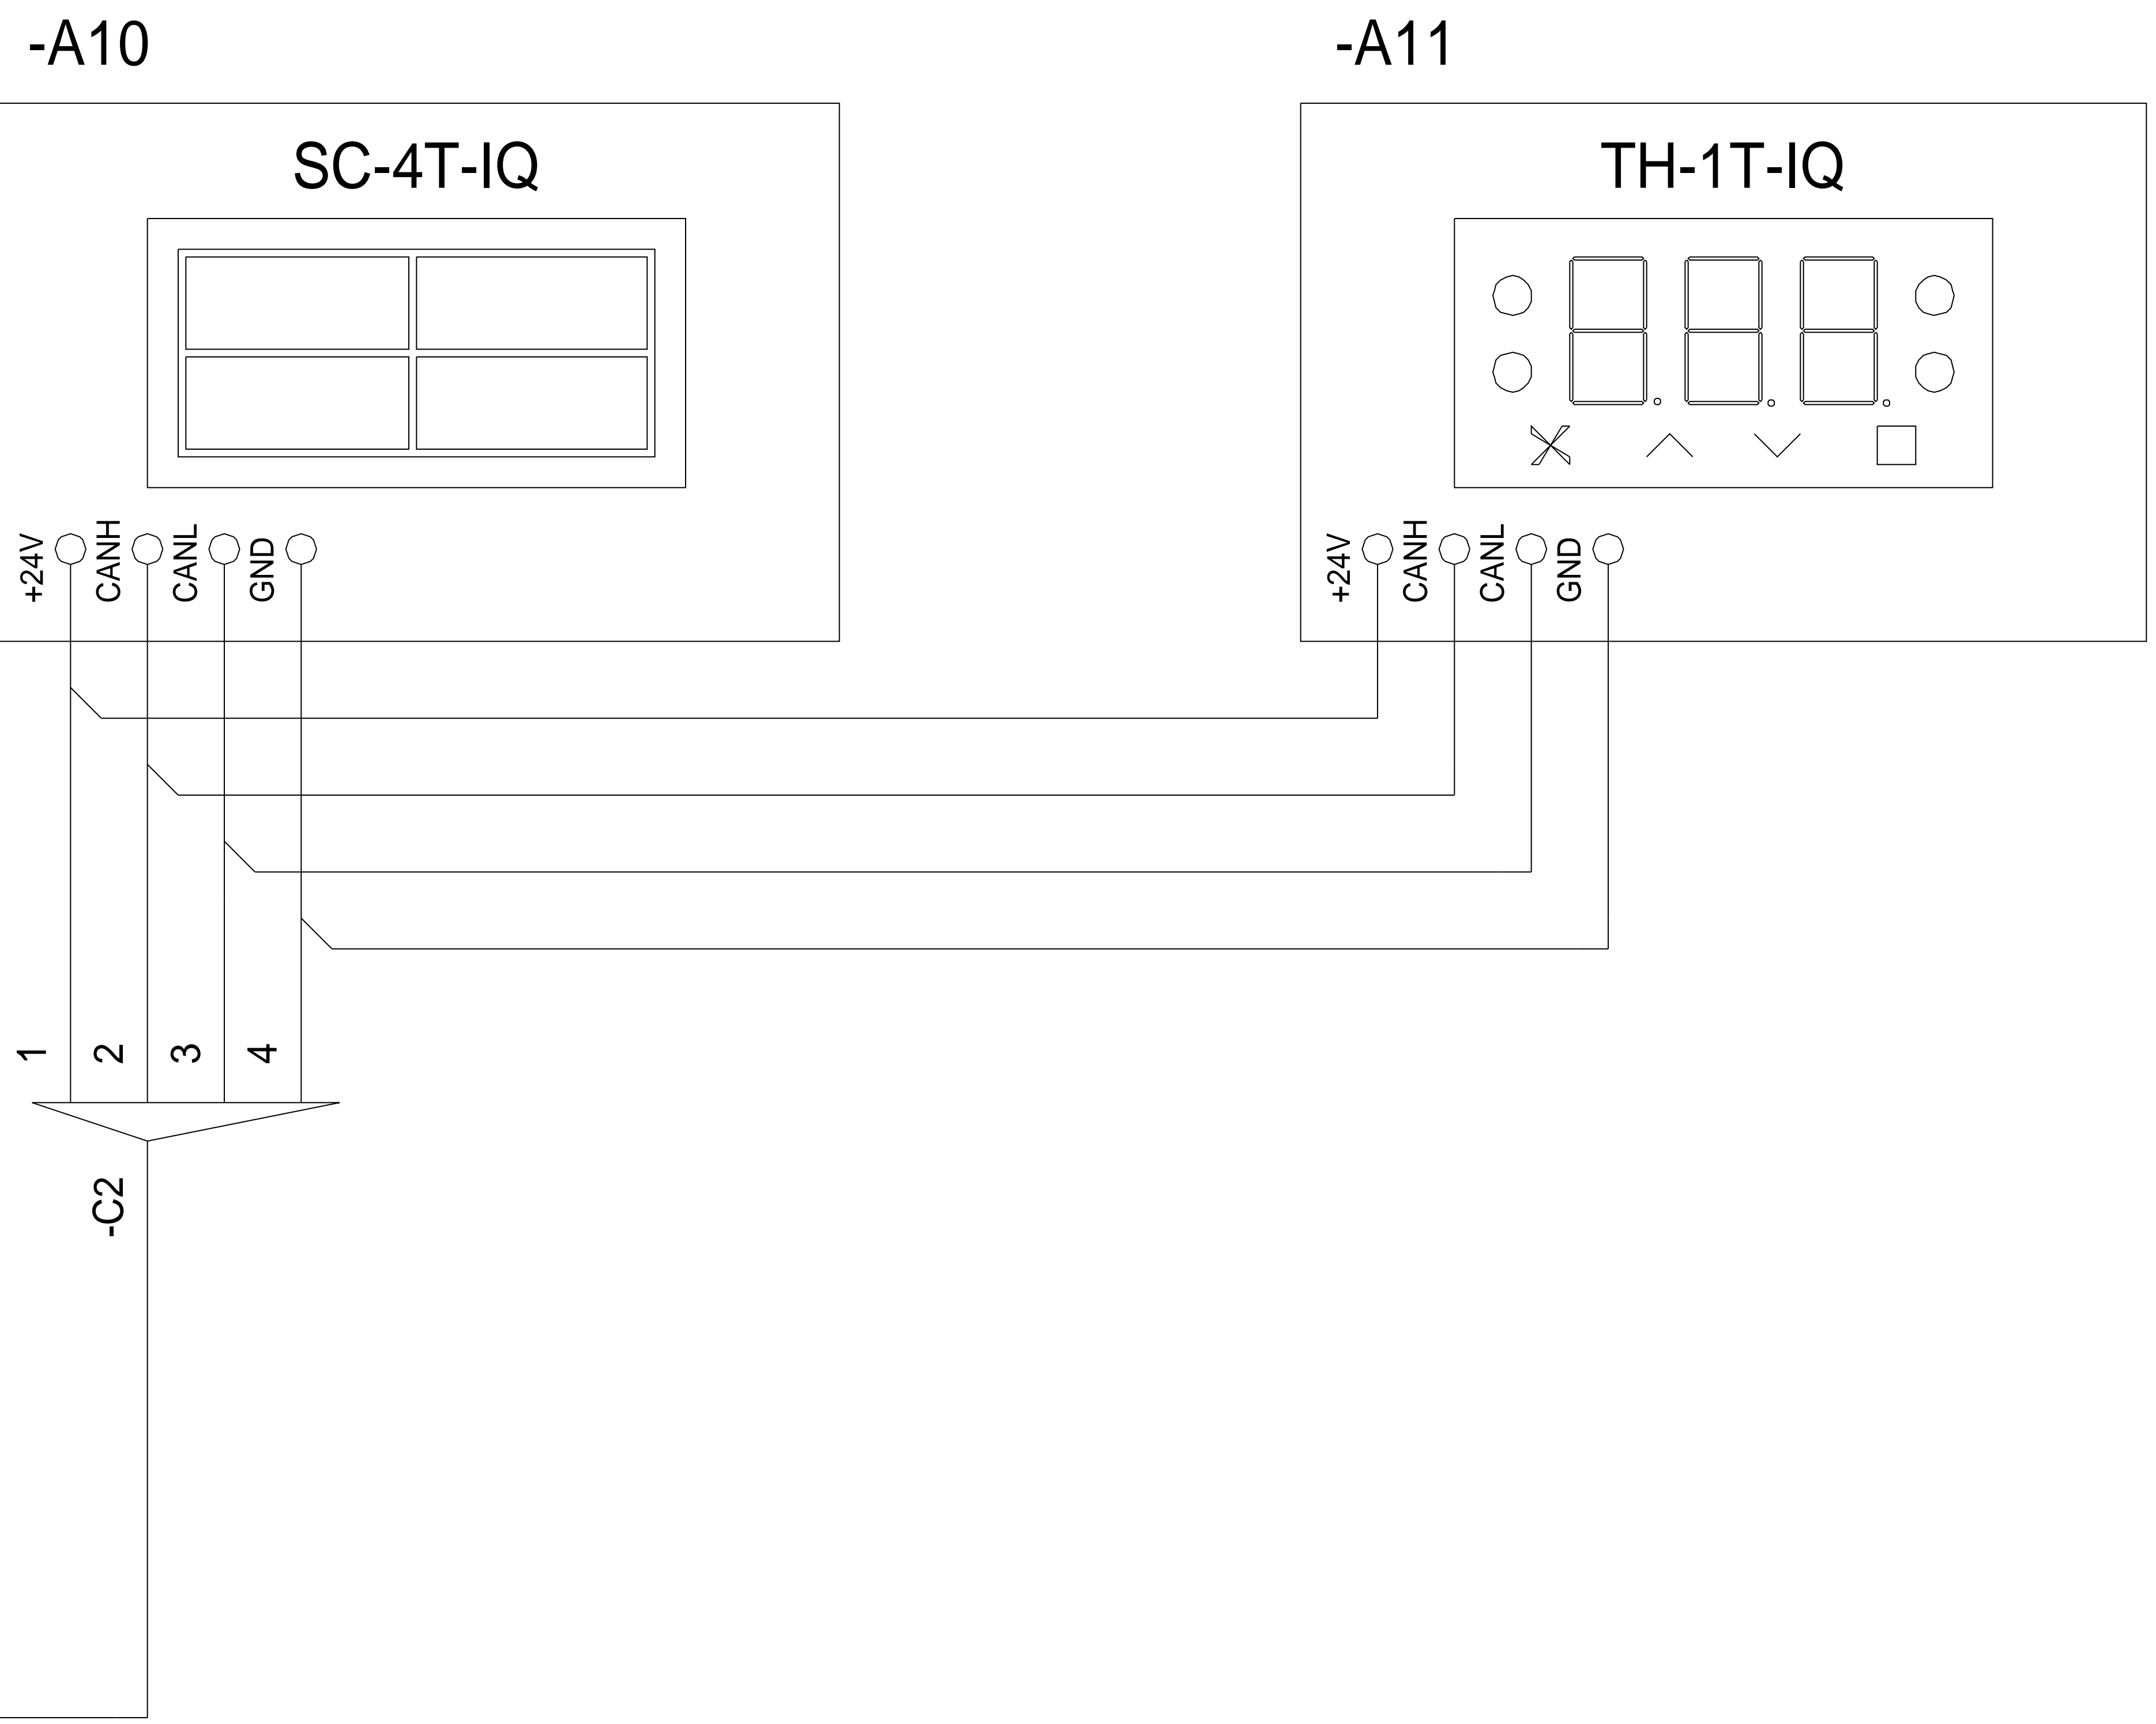 -A10
-A11
SC-4T-IQ
TH-1T-IQ
+24V
CANH
CANL
GND
+24V
CANH
CANL
GND
1
2
3
4
-C2